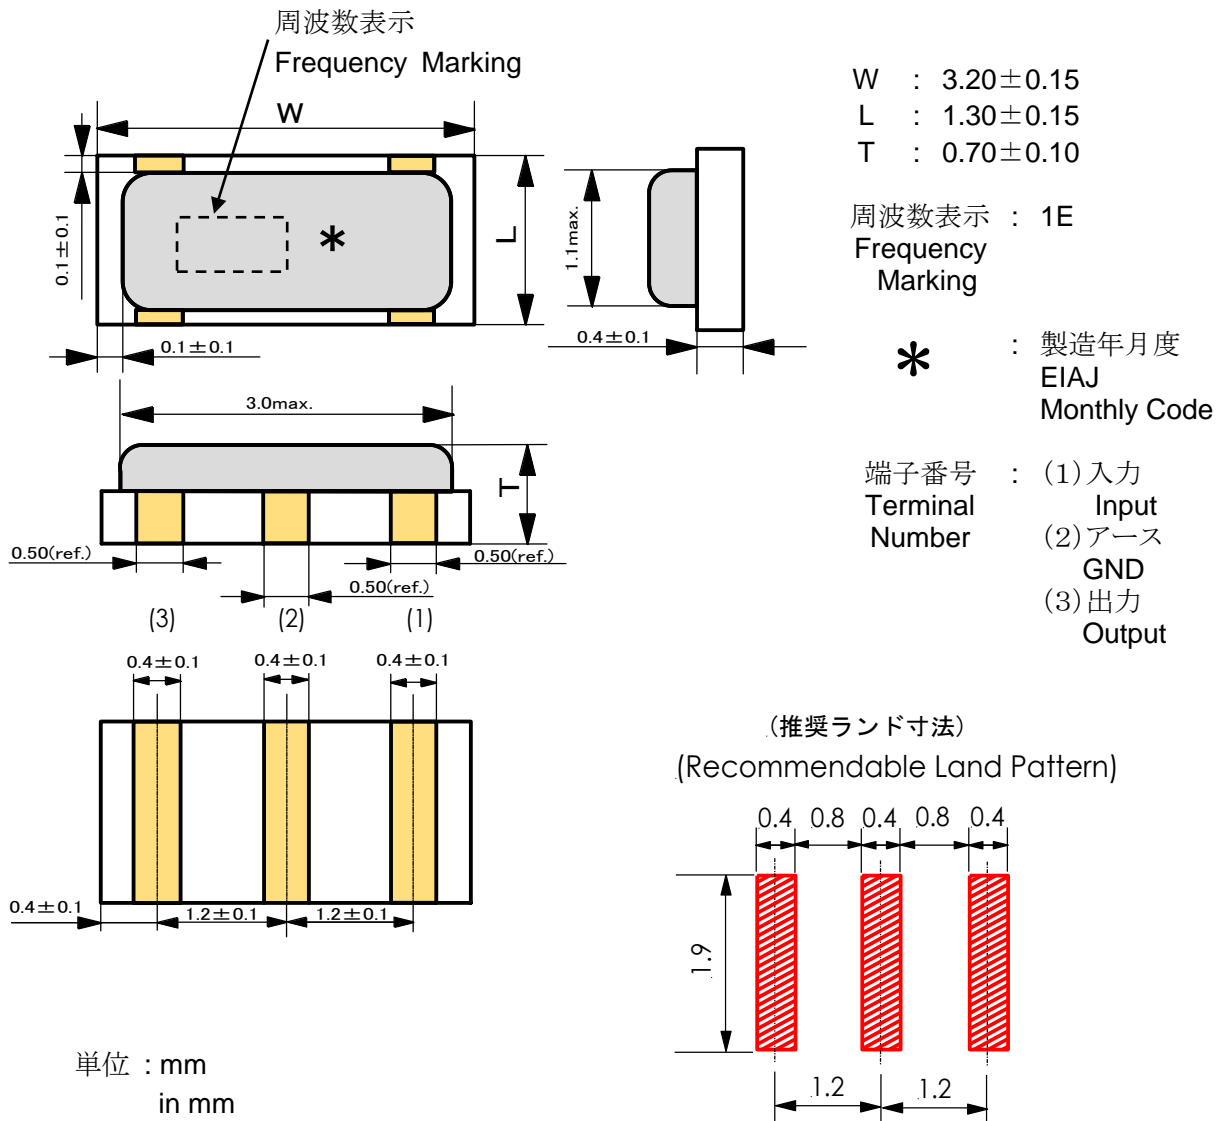 周波数表示
Frequency Marking
W
0.1±0.1
L
0.1±0.1
1.1max.
0.4±0.1
3.0max.
T
0.50(ref.)
0.50(ref.)
0.50(ref.)
(3) (2) (1)
0.4±0.1 0.4±0.1 0.4±0.1
0.4±0.1 1.2±0.1 1.2±0.1
単位 : mm
in mm
W : 3.20±0.15
L : 1.30±0.15
T : 0.70±0.10
周波数表示 : 1E
Frequency
Marking
* : 製造年月度
EIAJ
Monthly Code
端子番号 : (1)入力
Terminal Input
Number (2)アース
GND
(3)出力
Output
(推奨ランド寸法)
(Recommendable Land Pattern)
0.4 0.8 0.4 0.8 0.4
1.9
1.2 1.2